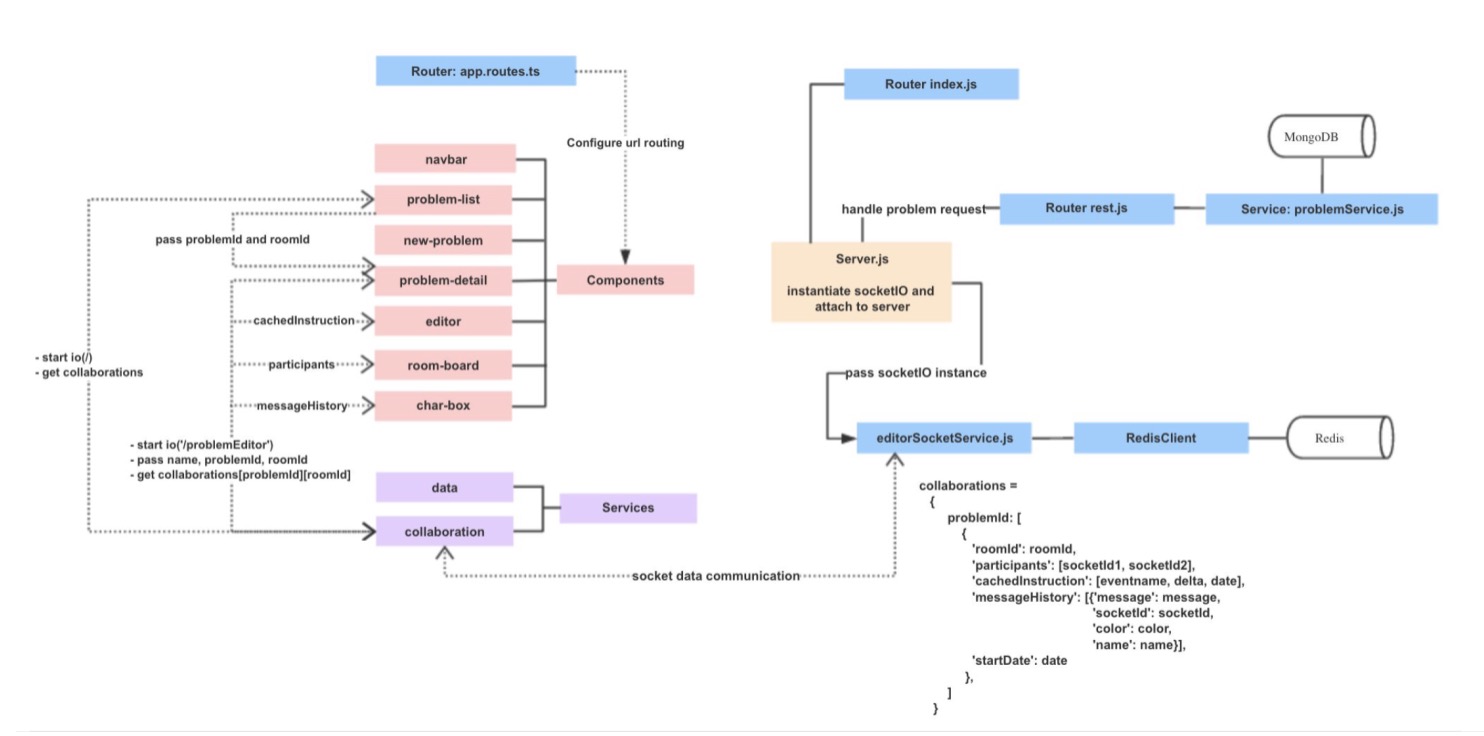 Router: app.routes.ts
Configure url routing
navbar
problem-list
new-problem
problem-detail
editor
room-board
char-box
Components
pass problemId and roomId
cachedInstruction
participants
messageHistory
- start io(/)
- get collaborations
- start io('/problemEditor')
- pass name, problemId, roomId
- get collaborations[problemId][roomId]
data
collaboration
Services
socket data communication
Router index.js
handle problem request
Router rest.js
Service: problemService.js
MongoDB
Server.js
instantiate socketIO and
attach to server
pass socketIO instance
editorSocketService.js
RedisClient
Redis
collaborations =
{
problemId: [
{
'roomId': roomId,
'participants': [socketId1, socketId2],
'cachedInstruction': [eventname, delta, date],
'messageHistory': [{'message': message,
'socketId': socketId,
'color': color,
'name': name}],
'startDate': date
},
]
}